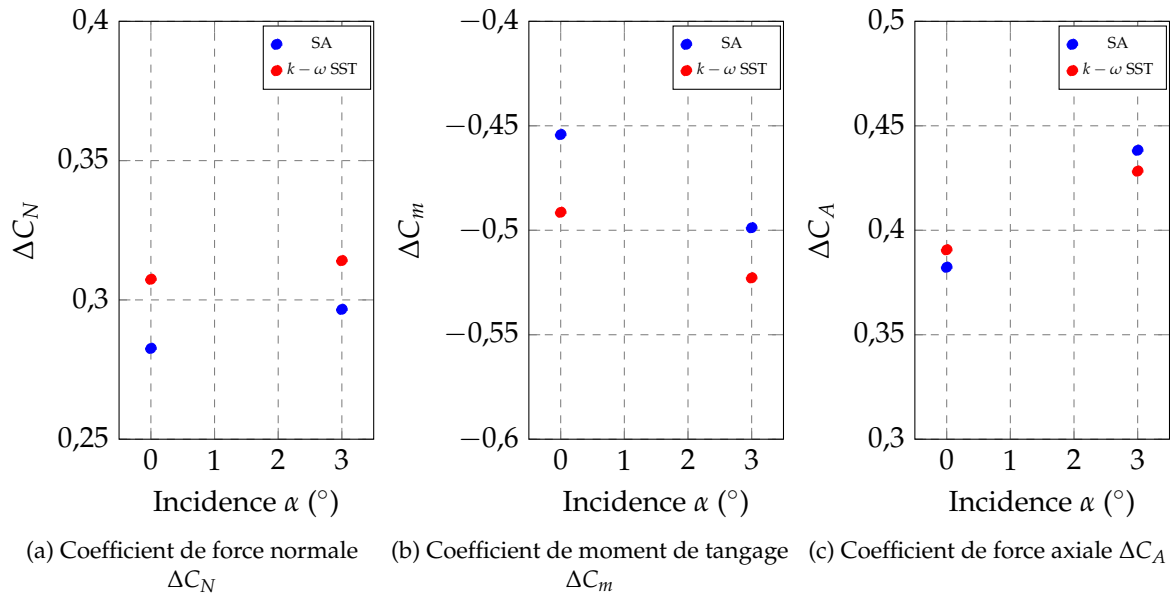 0,4
0,35
0,3
0,25
ΔC_N
SA
k − ω SST
0 1 2 3
Incidence α (°)
(a) Coefficient de force normale
ΔC_N
−0,4
−0,45
−0,5
−0,55
−0,6
ΔC_m
SA
k − ω SST
0 1 2 3
Incidence α (°)
(b) Coefficient de moment de tangage
ΔC_m
0,5
0,45
0,4
0,35
0,3
ΔC_A
SA
k − ω SST
0 1 2 3
Incidence α (°)
(c) Coefficient de force axiale ΔC_A